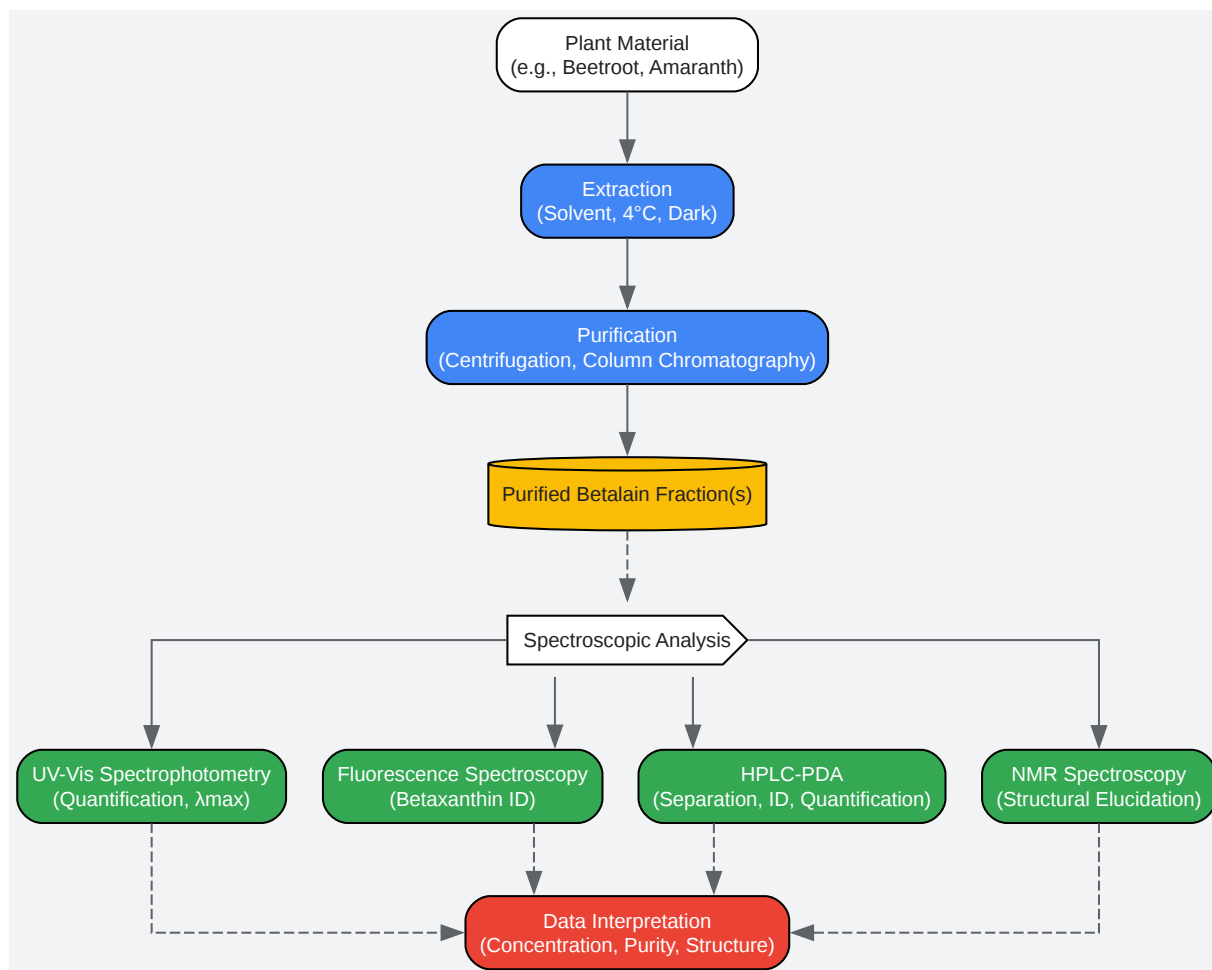 Plant Material
(e.g., Beetroot, Amaranth)
Extraction
(Solvent, 4°C, Dark)
Purification
(Centrifugation, Column Chromatography)
Purified Betalain Fraction(s)
Spectroscopic Analysis
UV-Vis Spectrophotometry
(Quantification, λmax)
Fluorescence Spectroscopy
(Betaxanthin ID)
HPLC-PDA
(Separation, ID, Quantification)
NMR Spectroscopy
(Structural Elucidation)
Data Interpretation
(Concentration, Purity, Structure)